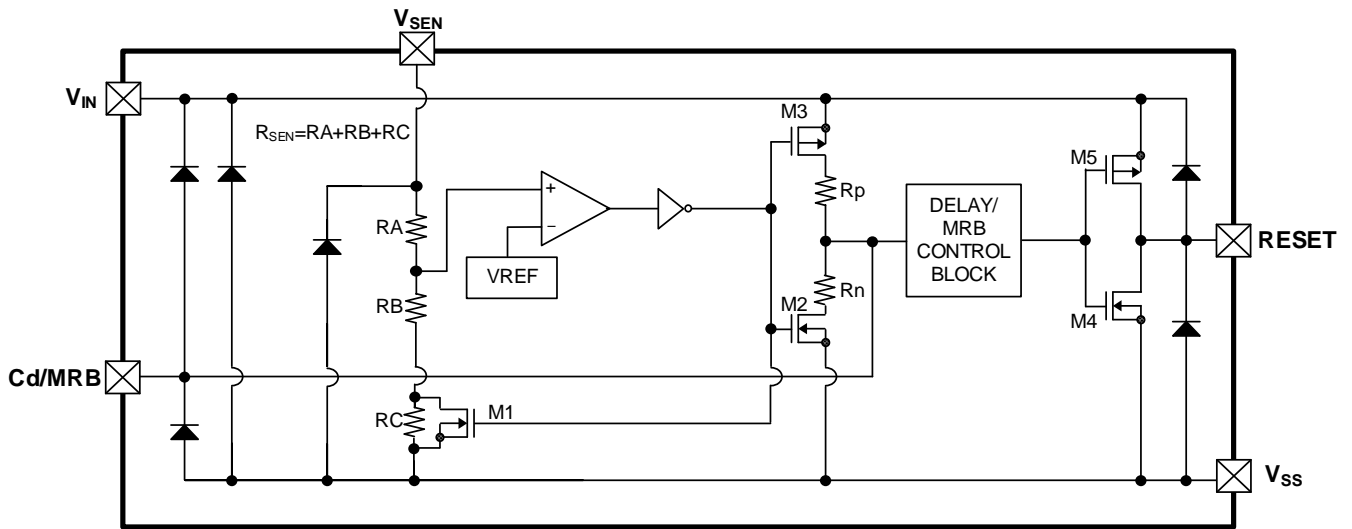 VSEN
VIN
RSEN=RA+RB+RC
M3
M5
+
Rp
DELAY/
MRB
CONTROL
BLOCK
RA
−
RESET
VREF
RB
Rn
M2
M4
Cd/MRB
RC
M1
VSS